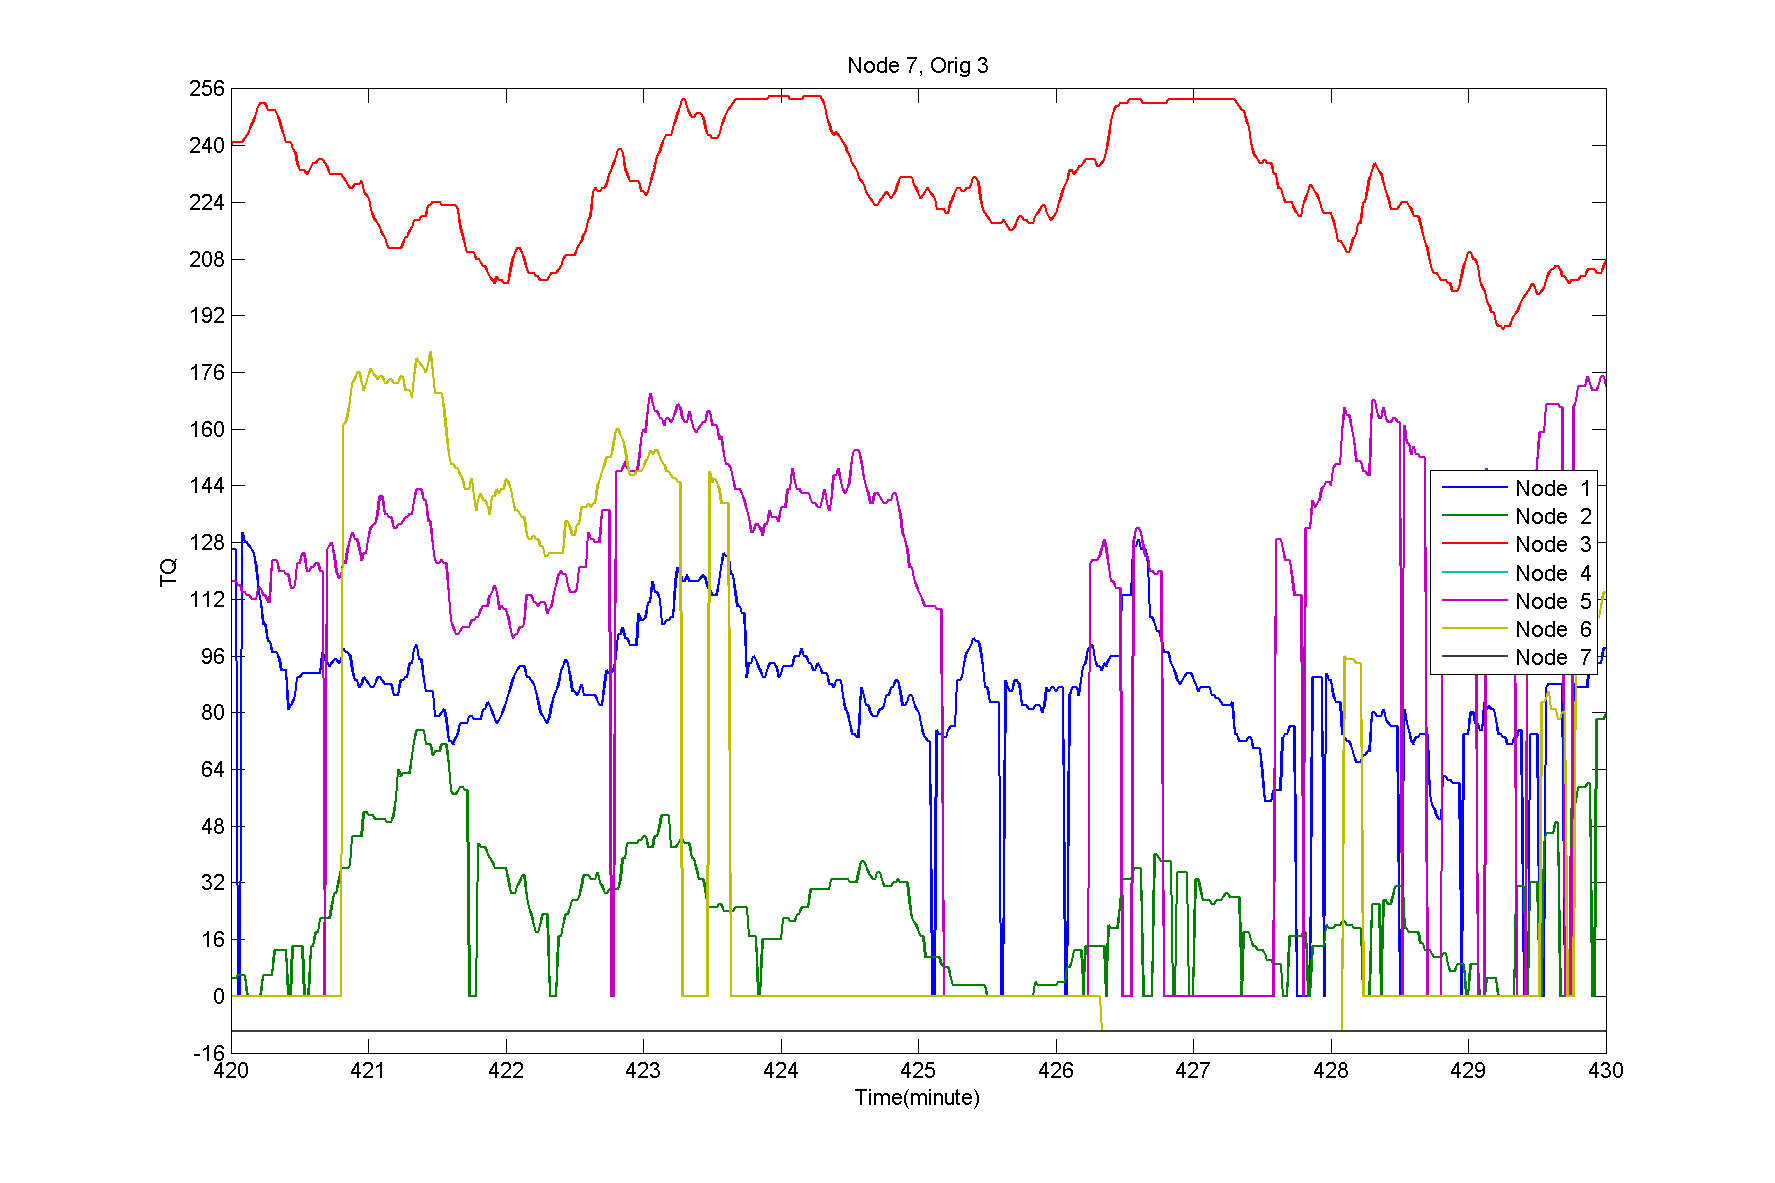 Node 7, Orig 3
256
240
224
208
192
176
160
144
128
112
96
80
64
48
32
16
0
-16
TQ
Node 1
Node 2
Node 3
Node 4
Node 5
Node 6
Node 7
420 421 422 423 424 425 426 427 428 429 430
Time(minute)